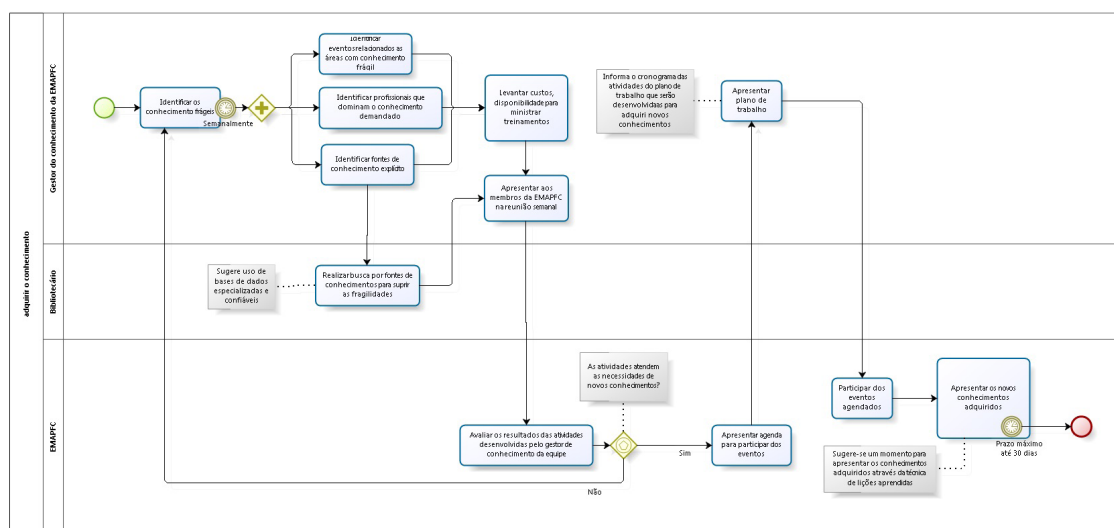 adquirir o conhecimento
Gestor do conhecimento da EMAPFC
Identificar os
conhecimento frágeis
Semanalmente
Identificar
eventos relacionados as
áreas com conhecimento
frágil
Identificar profissionais que
dominam o conhecimento
demandado
Identificar fontes de
conhecimento explícito
Levantar custos,
disponibilidade para
ministrar treinamentos
Apresentar aos
membros da EMAPFC
na reunião semanal
Informa o cronograma das
atividades do plano de
trabalho que serão
desenvolvidas para
adquiri novos
conhecimentos
Apresentar
plano de
trabalho
Bibliotecário
Sugere uso de
bases de dados
especializadas e
confiáveis
Realizar busca por fontes de
conhecimentos para suprir
as fragilidades
EMAPFC
As atividades atendem
as necessidades de
novos conhecimentos?
Avaliar os resultados das atividades
desenvolvidas pelo gestor de
conhecimento da equipe
Sim
Não
Apresentar agenda
para participar dos
eventos
Participar dos
eventos
agendados
Apresentar os novos
conhecimentos
adquiridos
Prazo máximo
até 30 dias
Sugere-se um momento para
apresentar os conhecimentos
adquiridos através da técnica
de lições aprendidas